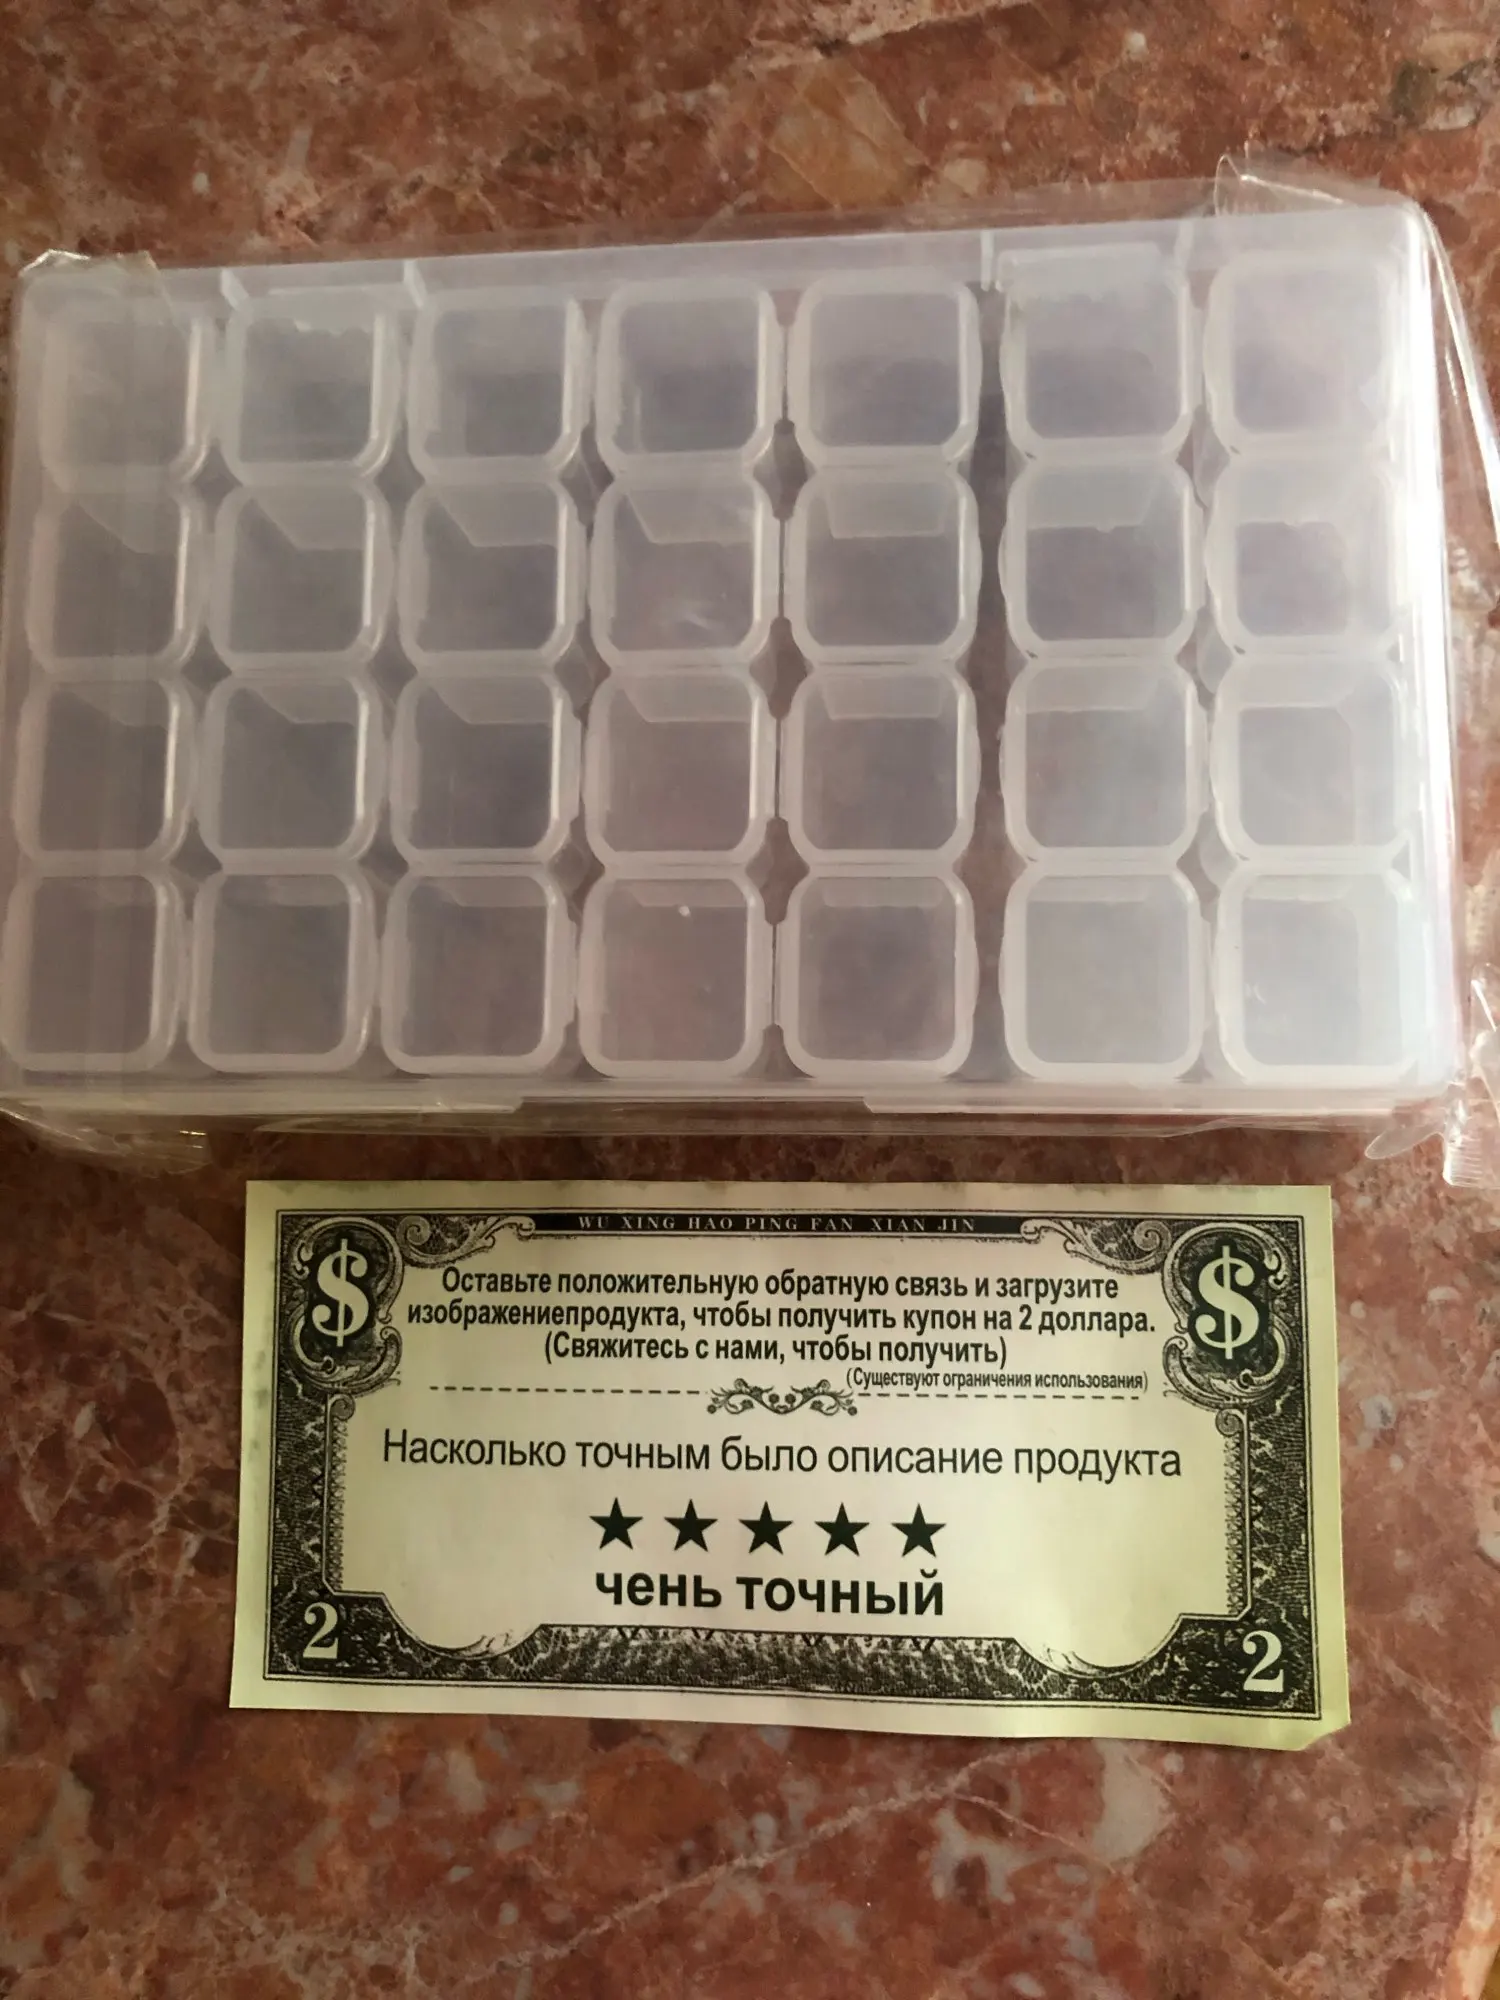 WU XING HAO PING FAN XIAN JIN
$ $
Оставьте положительную обратную связь и загрузите
изображениепродукта, чтобы получить купон на 2 доллара.
(Свяжитесь с нами, чтобы получить)
(Существуют ограничения использования)
Насколько точным было описание продукта
★ ★ ★ ★ ★
чень точный
2 2